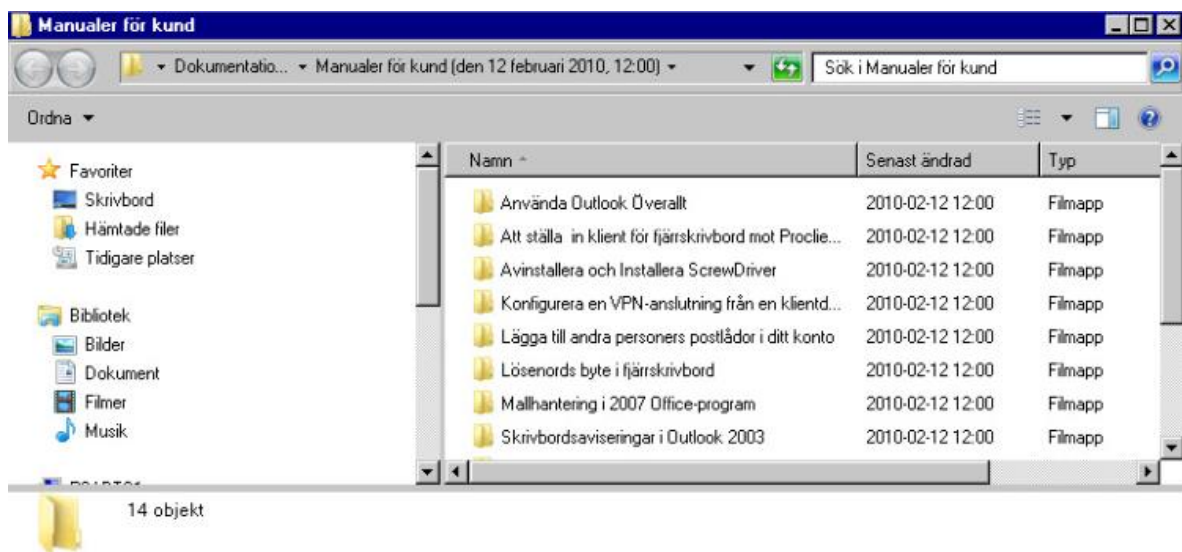 Manualer för kund
Dokumentatio... Manualer för kund (den 12 februari 2010, 12:00)
Sök i Manualer för kund
Ordna
Favoriter
Skrivbord
Hämtade filer
Tidigare platser
Bibliotek
Bilder
Dokument
Filmer
Musik
Namn Senast ändrad Typ
Använda Outlook Överallt 2010-02-12 12:00 Filmapp
Att ställa in klient för fjärrskrivbord mot Proclie... 2010-02-12 12:00 Filmapp
Avinstallera och Installera ScrewDriver 2010-02-12 12:00 Filmapp
Konfigurera en VPN-anslutning från en klientd... 2010-02-12 12:00 Filmapp
Lägga till andra personers postlådor i ditt konto 2010-02-12 12:00 Filmapp
Lösenords byte i fjärrskrivbord 2010-02-12 12:00 Filmapp
Mallhantering i 2007 Office-program 2010-02-12 12:00 Filmapp
Skrivbordsaviseringar i Outlook 2003 2010-02-12 12:00 Filmapp
14 objekt